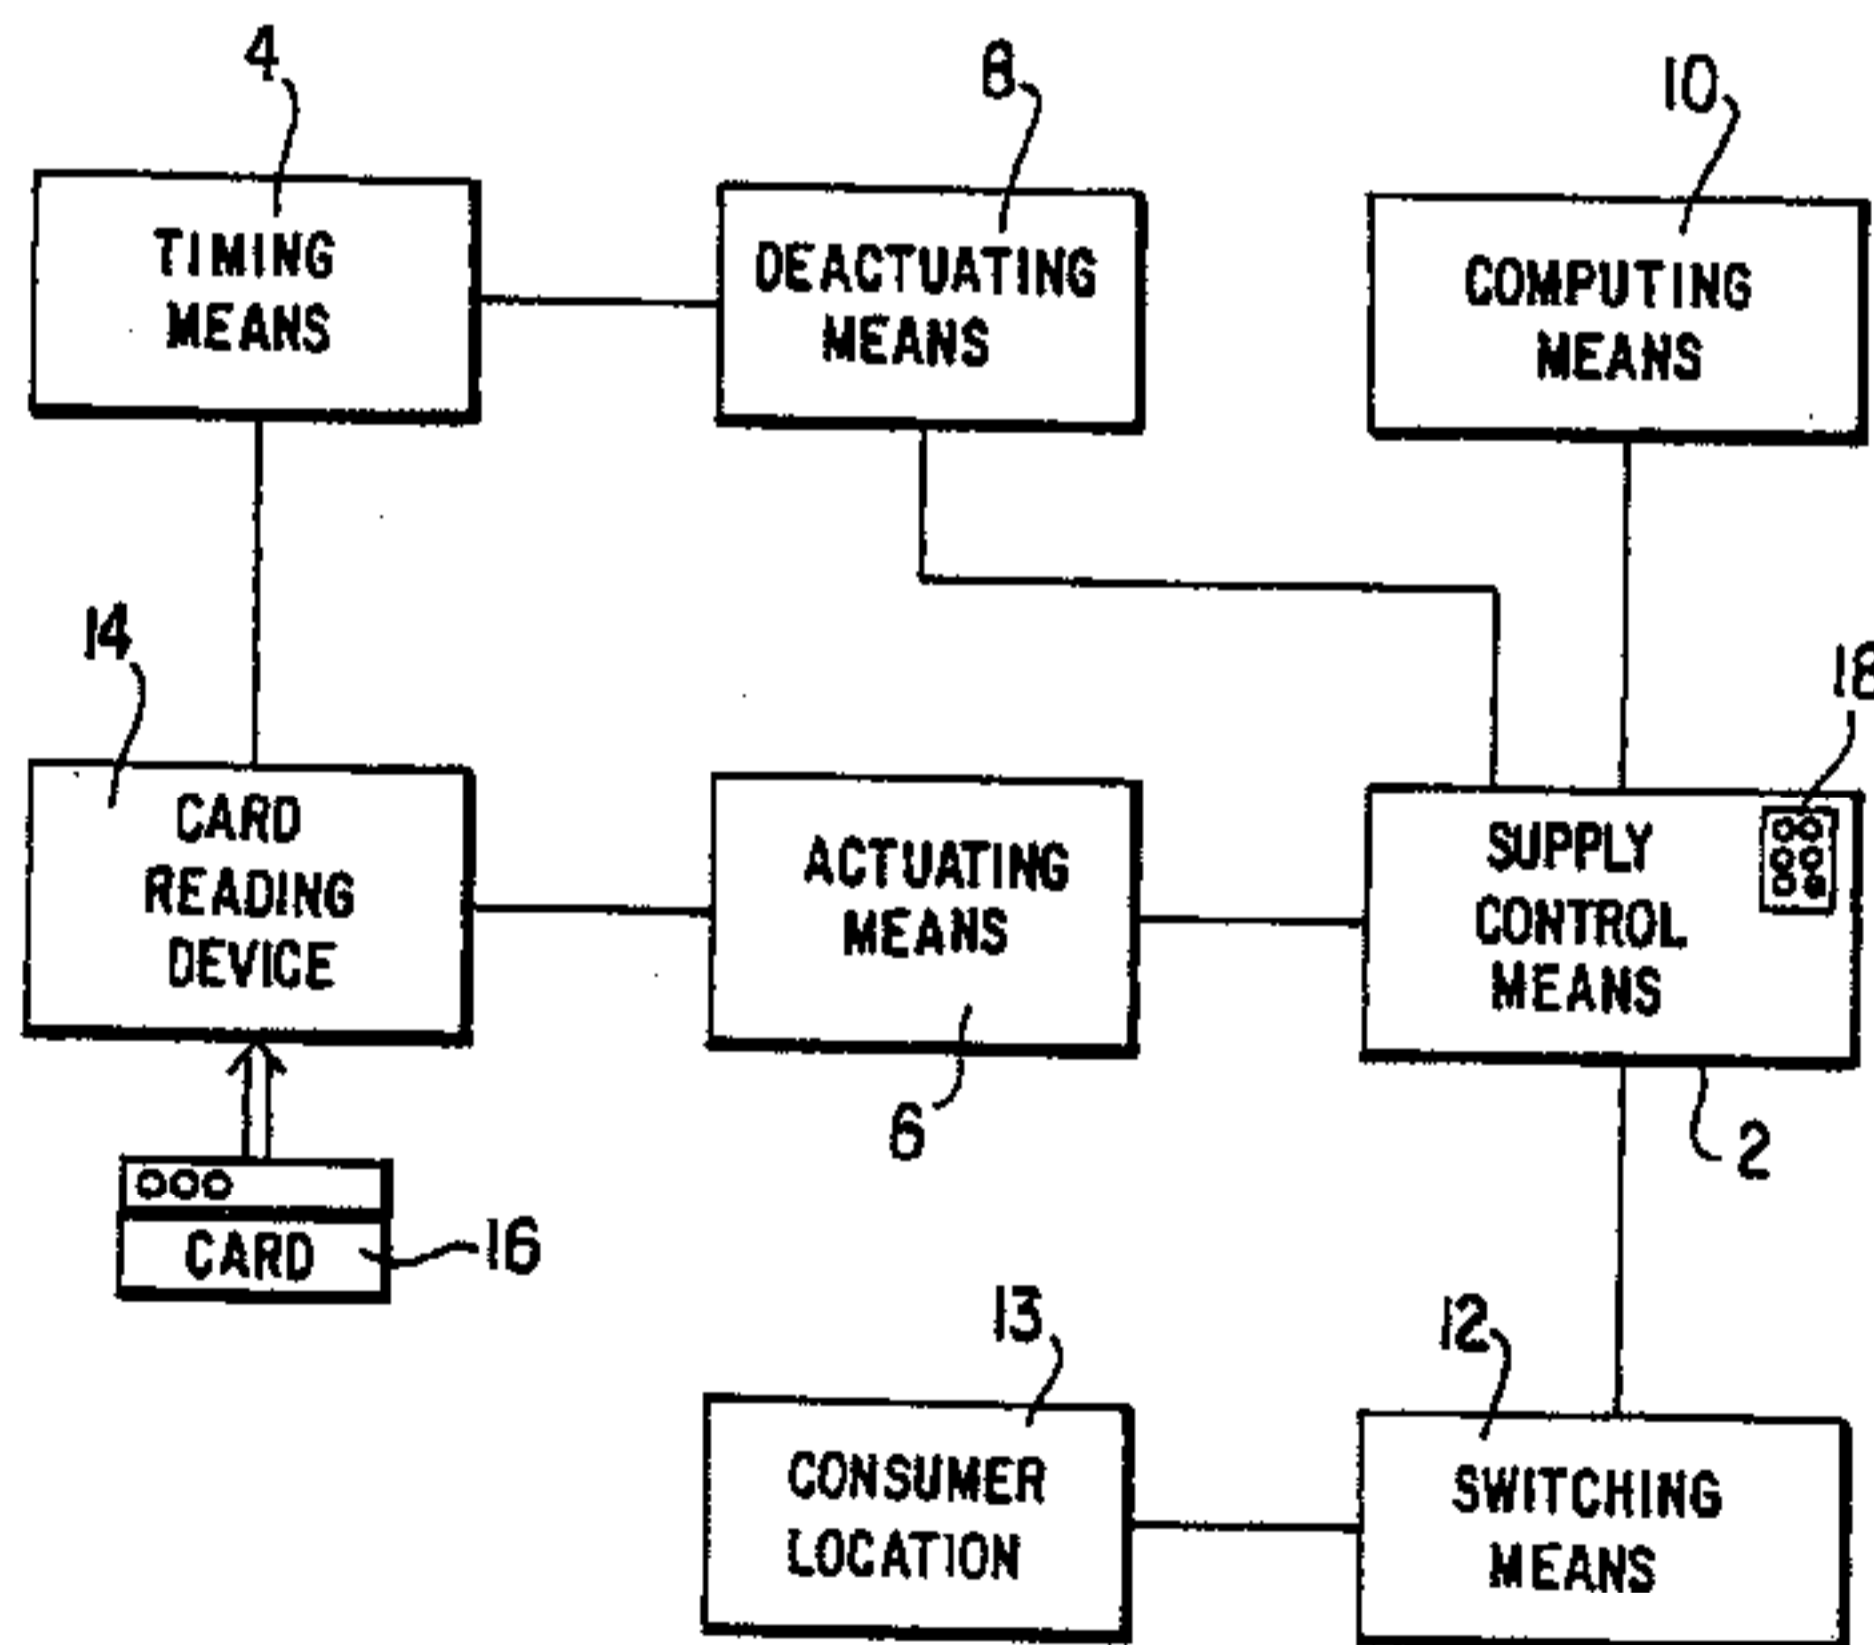 4
8
10
TIMING
MEANS
DEACTUATING
MEANS
COMPUTING
MEANS
14
18
CARD
READING
DEVICE
ACTUATING
MEANS
SUPPLY
CONTROL
MEANS
6
2
CARD
16
13
12
CONSUMER
LOCATION
SWITCHING
MEANS